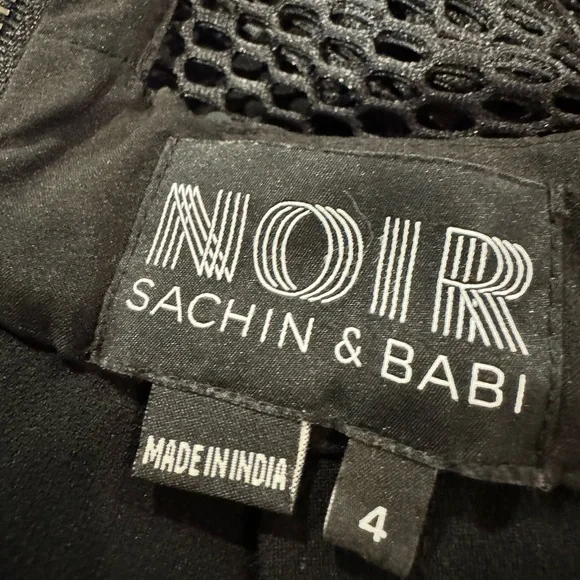 NOIR
SACHIN & BABI
MADE IN INDIA
4